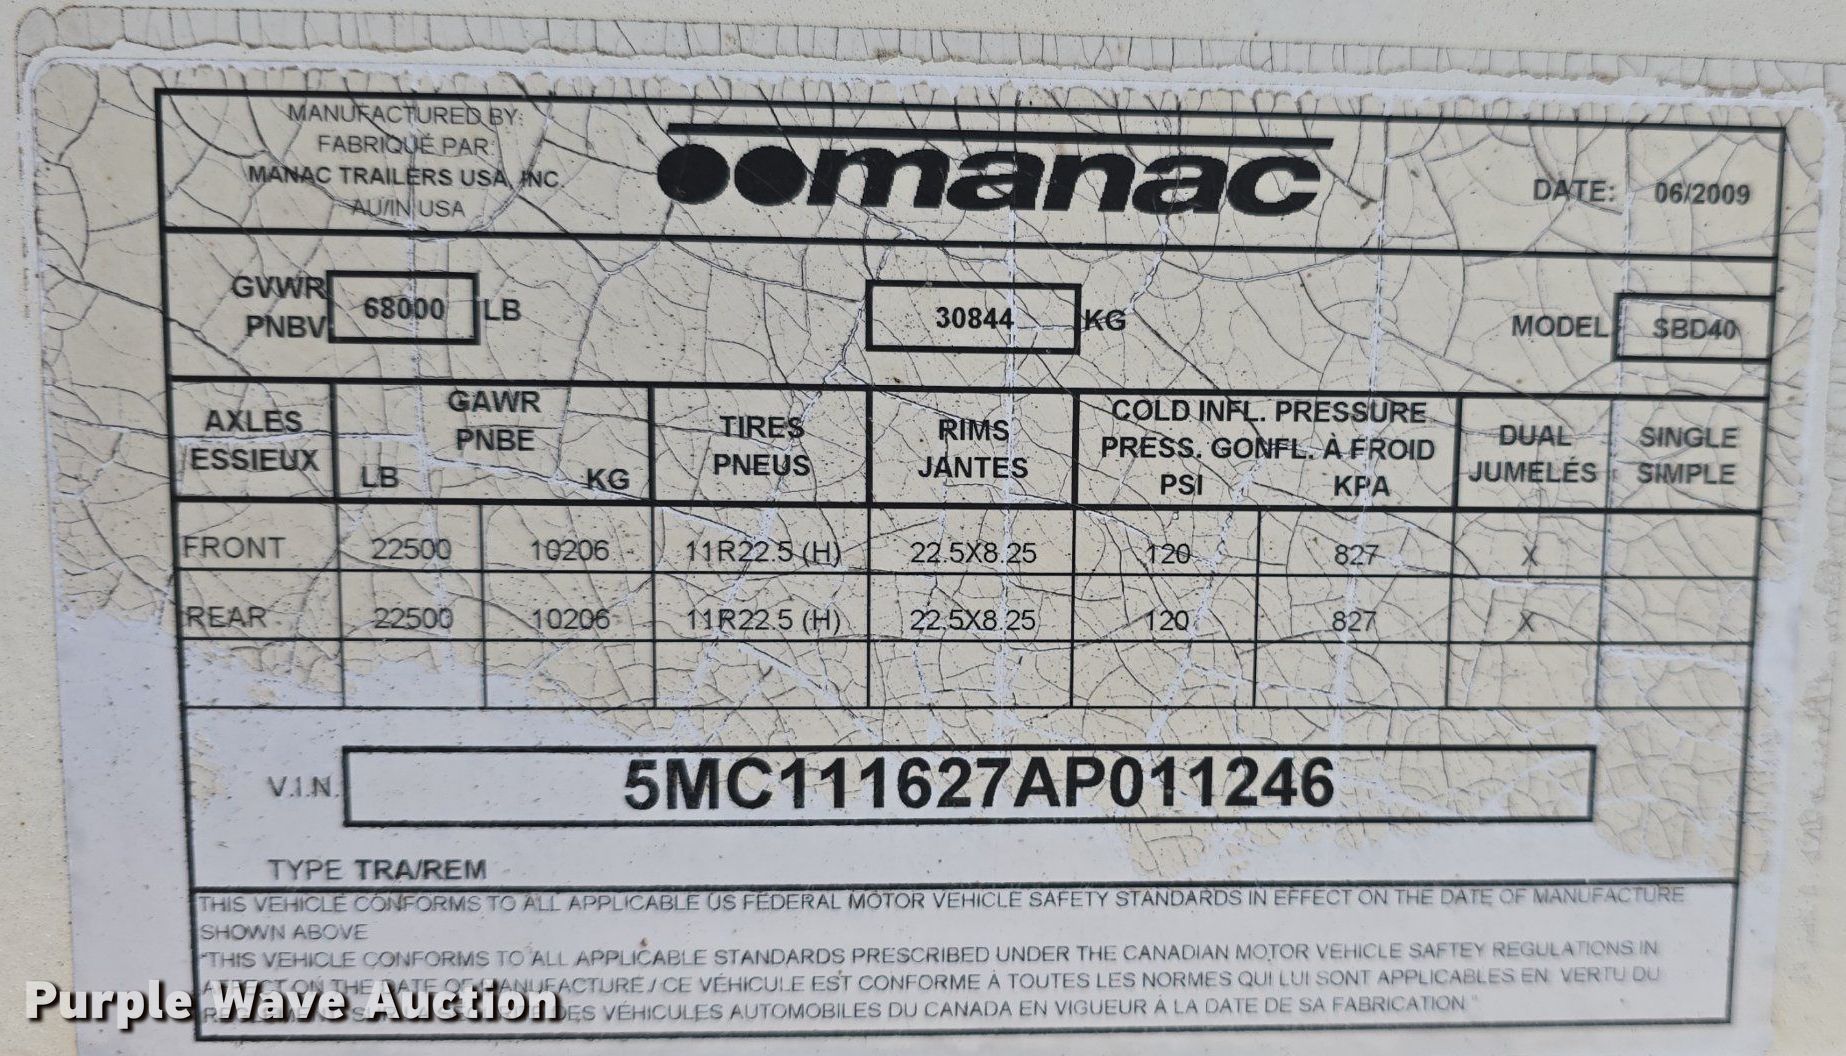 MANUFACTURED BY:
FABRIQUÉ PAR:
MANAC TRAILERS USA, INC.
AU/IN USA
manac
DATE: 06/2009
GVWR
PNBV
68000 LB
30844 KG
MODEL SBD40
AXLES
ESSIEUX
GAWR
PNBE
LB KG
TIRES
PNEUS
RIMS
JANTES
COLD INFL. PRESSURE
PRESS. GONFL. À FROID
PSI KPA
DUAL
JUMELÉS
SINGLE
SIMPLE
FRONT 22500 10206 11R22.5 (H) 22.5X8.25 120 827 X
REAR 22500 10206 11R22.5 (H) 22.5X8.25 120 827 X
V.I.N. 5MC111627AP011246
TYPE TRA/REM
THIS VEHICLE CONFORMS TO ALL APPLICABLE US FEDERAL MOTOR VEHICLE SAFETY STANDARDS IN EFFECT ON THE DATE OF MANUFACTURE
SHOWN ABOVE
"THIS VEHICLE CONFORMS TO ALL APPLICABLE STANDARDS PRESCRIBED UNDER THE CANADIAN MOTOR VEHICLE SAFTEY REGULATIONS IN
AFFECT ON THE DATE OF MANUFACTURE / CE VÉHICULE EST CONFORME À TOUTES LES NORMES QUI LUI SONT APPLICABLES EN VERTU DU
DES VÉHICULES AUTOMOBILES DU CANADA EN VIGUEUR À LA DATE DE SA FABRICATION"
Purple Wave Auction